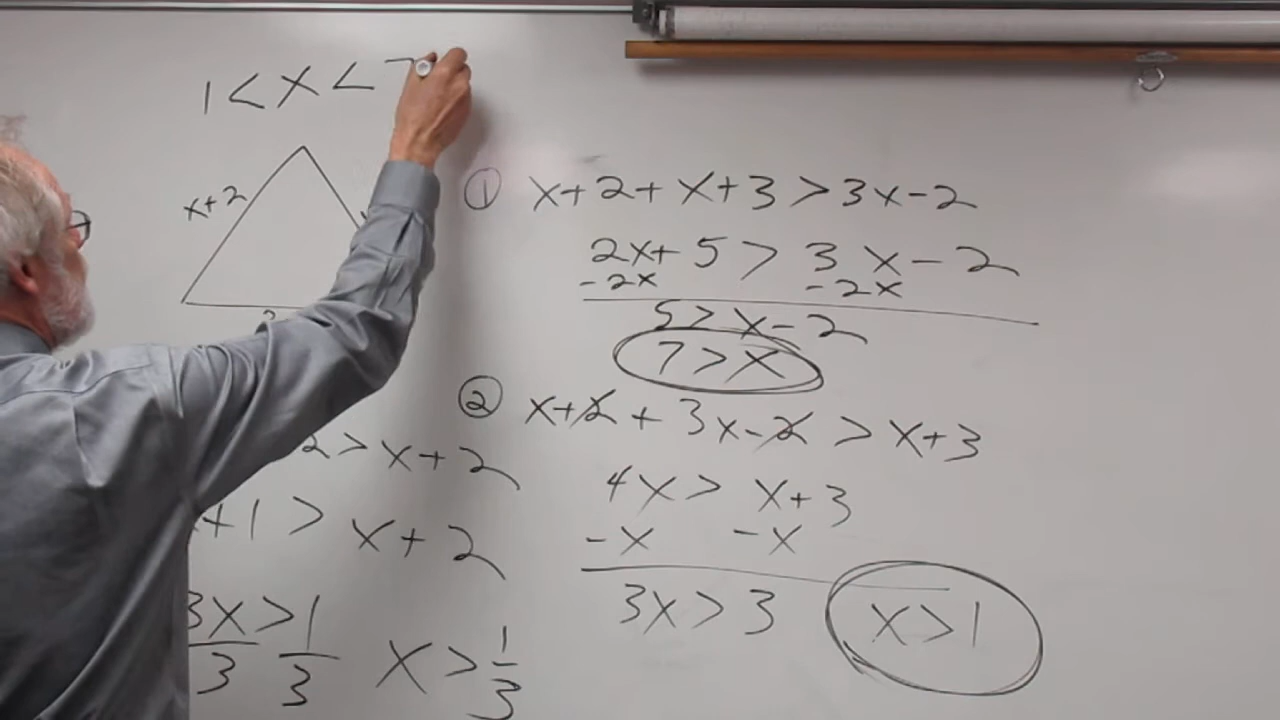 1 < x < 7
x+2
① x+2+x+3 > 3x-2
2x+5 > 3x-2
-2x -2x
5 > x-2
7 > x
② x+2+3x-2 > x+3
4x > x+3
-x -x
3x > 3
x > 1
2 > x+2
+1 > x+2
3x > 1
3 3
x > 1/3